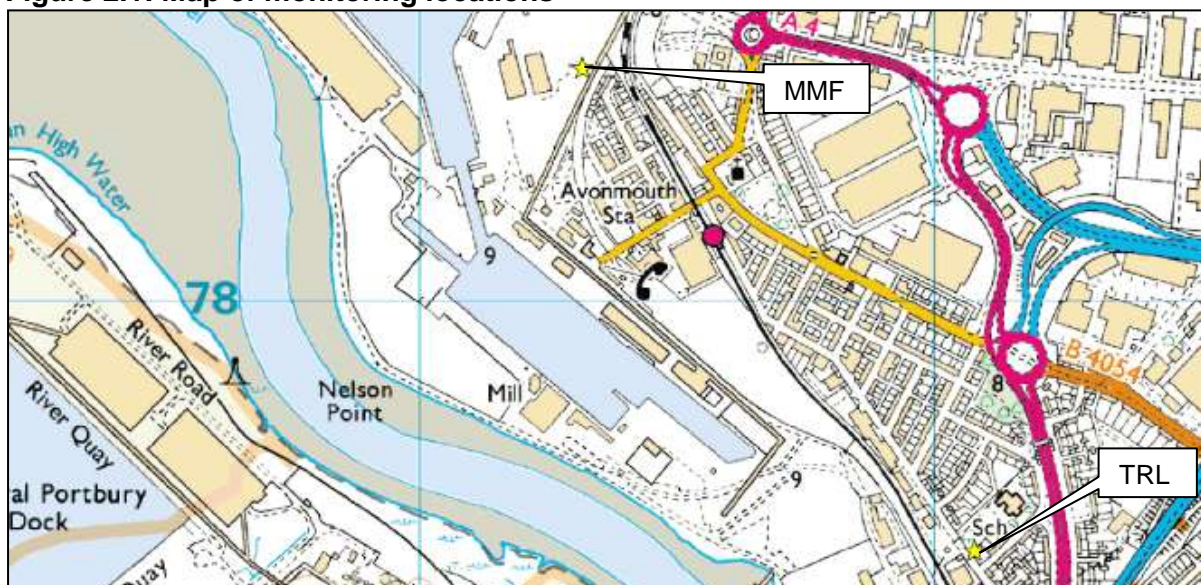 Figure 2.1: Map of monitoring locations
A 4
MMF
an High
Water
Avonmouth
Sta
9
78
River Road
River Quay
Nelson
Point
Mill
8
B 4054
9
TRL
Sch
al Portbury
Dock
Quay